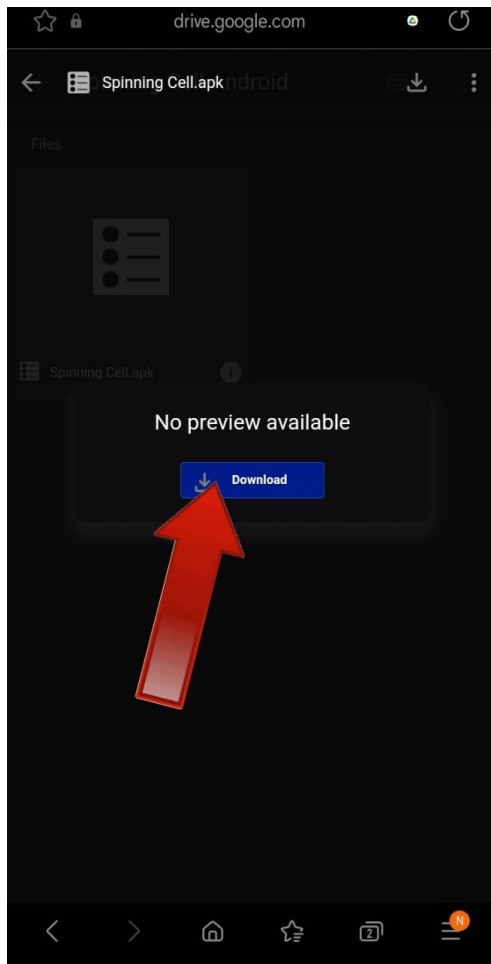 drive.google.com
Spinning Cell.apk
Files
Spinning Cell.apk
No preview available
Download
2
N